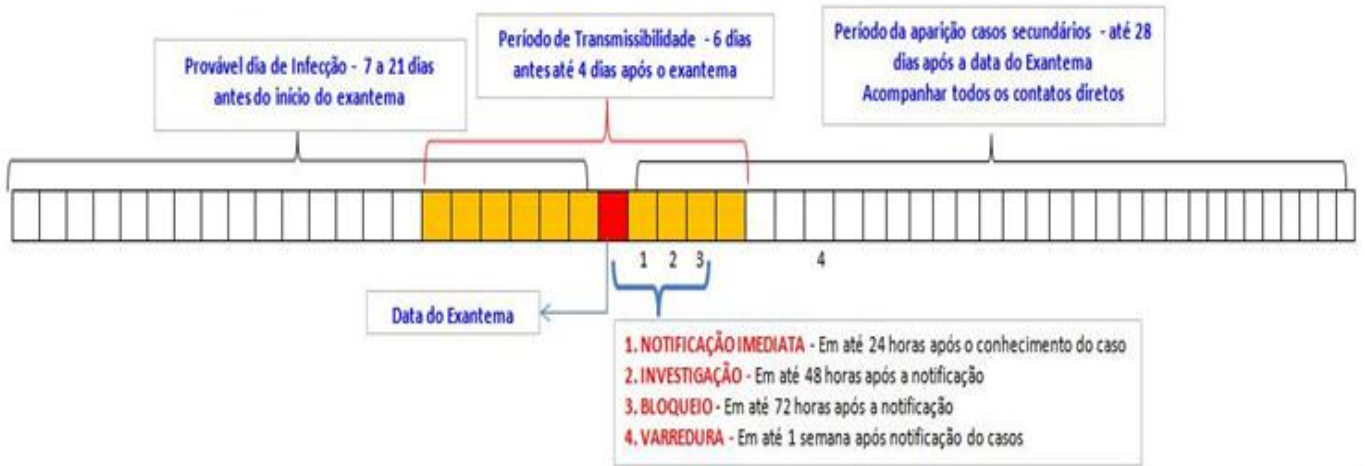 Provável dia de Infecção - 7 a 21 dias
antes do início do exantema
Período de Transmissibilidade - 6 dias
antes até 4 dias após o exantema
Período da aparição casos secundários - até 28
dias após a data do Exantema
Acompanhar todos os contatos diretos
1 2 3 4
Data do Exantema
1. NOTIFICAÇÃO IMEDIATA - Em até 24 horas após o conhecimento do caso
2. INVESTIGAÇÃO - Em até 48 horas após a notificação
3. BLOQUEIO - Em até 72 horas após a notificação
4. VARREDURA - Em até 1 semana após notificação do casos